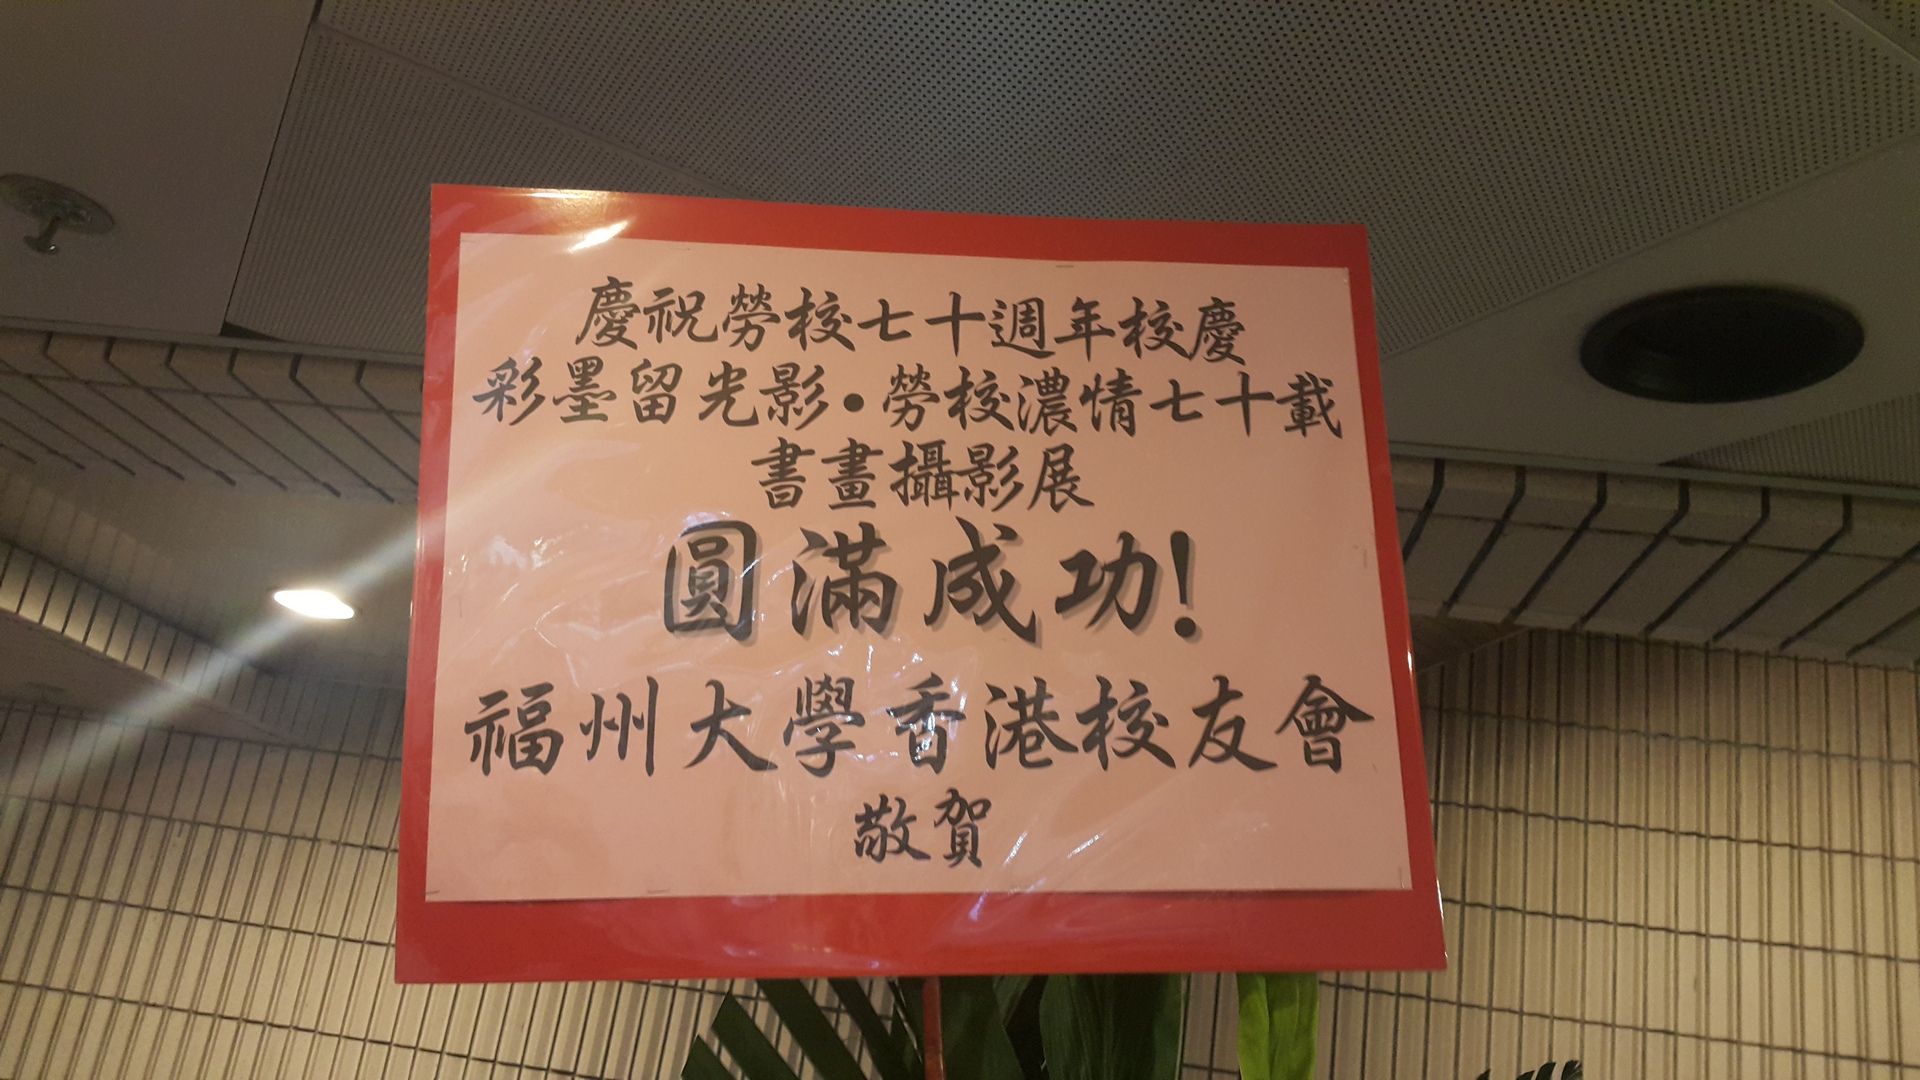 慶祝勞校七十週年校慶
彩墨留光影•勞校濃情七十載
書畫攝影展
圓滿成功!
福州大學香港校友會
敬賀